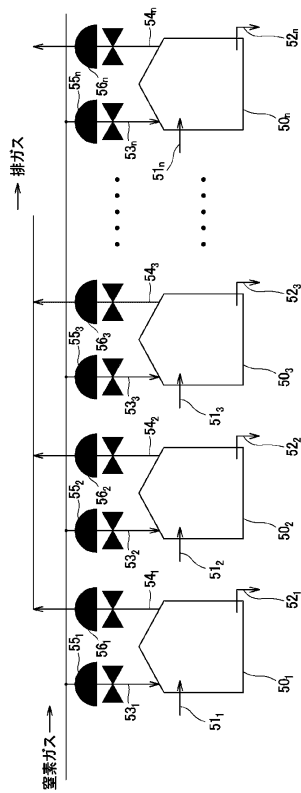 → 排ガス
窒素ガス →
55₁ 55₂ 55₃ 55ₙ
56₁ 56₂ 56₃ 56ₙ
53₁ 53₂ 53₃ 53ₙ
54₁ 54₂ 54₃ 54ₙ
51₁ 51₂ 51₃ 51ₙ
52₁ 52₂ 52₃ 52ₙ
50₁ 50₂ 50₃ 50ₙ